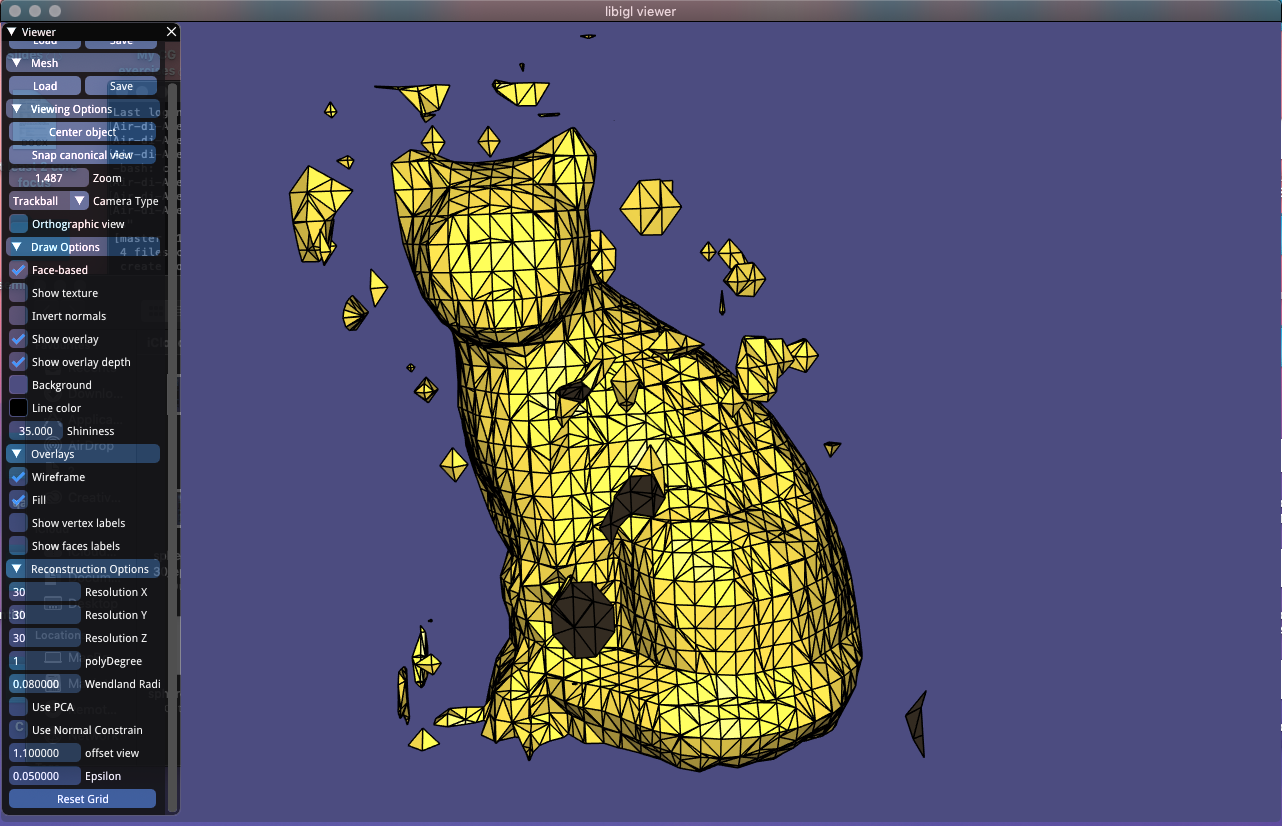 libigl viewer
Viewer
Load Save
Mesh
Load Save
Viewing Options
Center object
Snap canonical view
1.487 Zoom
Trackball Camera Type
Orthographic view
Draw Options
Face-based
Show texture
Invert normals
Show overlay
Show overlay depth
Background
Line color
35.000 Shininess
Overlays
Wireframe
Fill
Show vertex labels
Show faces labels
Reconstruction Options
30 Resolution X
30 Resolution Y
30 Resolution Z
1 polyDegree
0.080000 Wendland Radi
Use PCA
Use Normal Constrain
1.100000 offset view
0.050000 Epsilon
Reset Grid